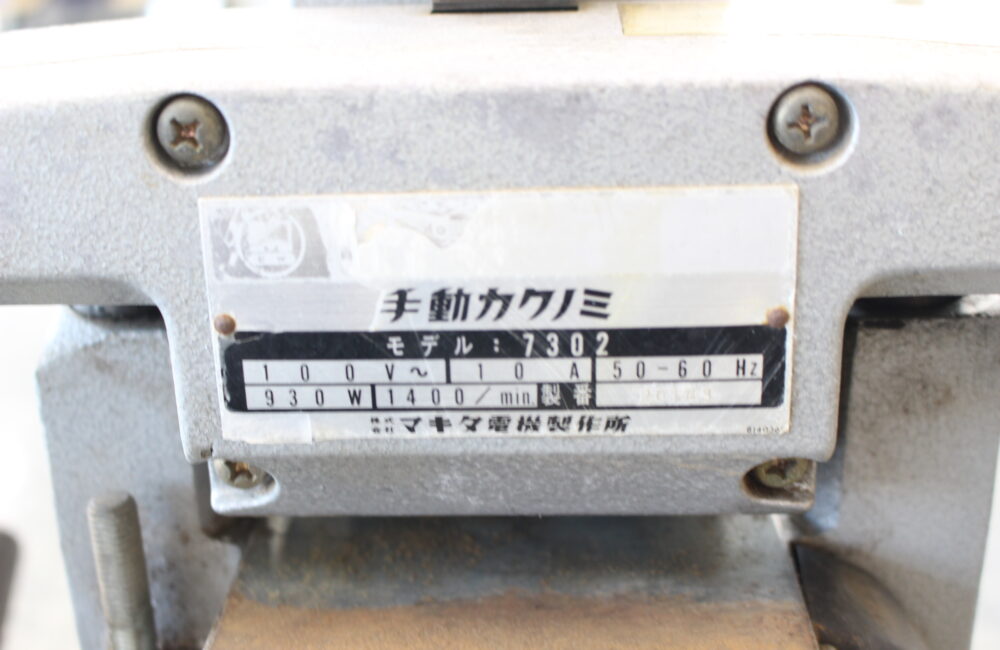 手動カクノミ
モデル：7302
100V～ 10A 50-60Hz
930W 1400/min 製番
株式会社 マキタ電機製作所